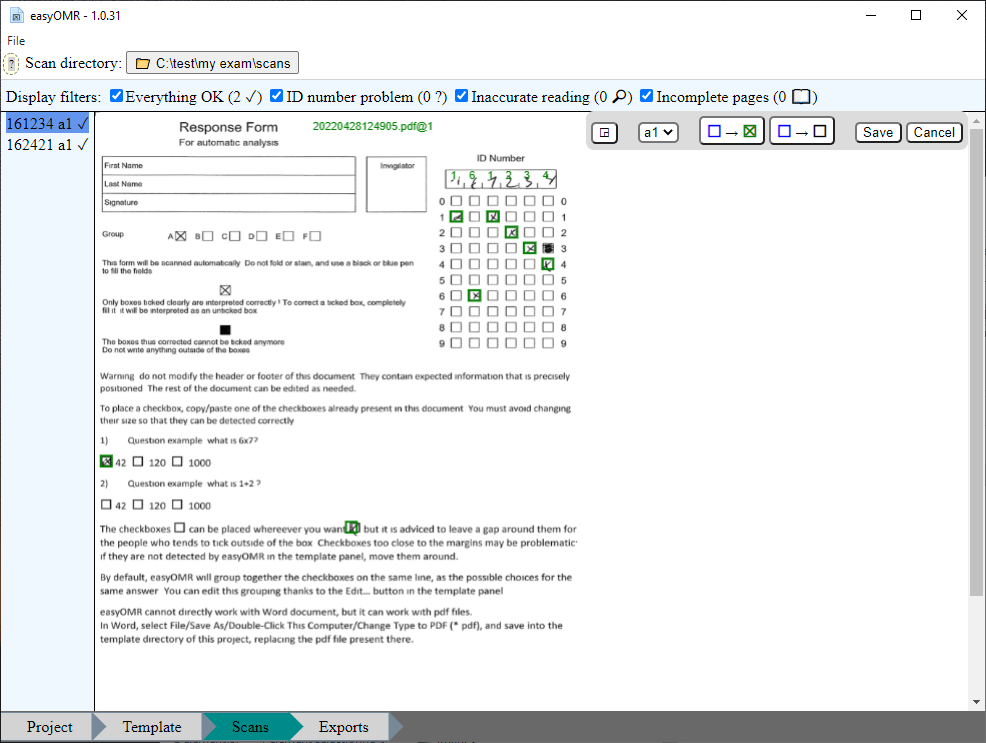 easyOMR - 1.0.31
File
Scan directory: C:\test\my exam\scans
Display filters: Everything OK (2 ✓) ID number problem (0 ?) Inaccurate reading (0 🔎) Incomplete pages (0 📖)
161234 a1 ✓
162421 a1 ✓
a1
→
→
Save
Cancel
Response Form
20220428124905.pdf@1
For automatic analysis
First Name
Last Name
Signature
Invigilator
ID Number
1 6 1 2 3 4
0 0
1 1
2 2
3 3
4 4
5 5
6 6
7 7
8 8
9 9
Group A B C D E F
This form will be scanned automatically Do not fold or stain, and use a black or blue pen
to fill the fields
Only boxes ticked clearly are interpreted correctly ! To correct a ticked box, completely
fill it it will be interpreted as an unticked box
The boxes thus corrected cannot be ticked anymore
Do not write anything outside of the boxes
Warning do not modify the header or footer of this document They contain expected information that is precisely
positioned The rest of the document can be edited as needed.
To place a checkbox, copy/paste one of the checkboxes already present in this document You must avoid changing
their size so that they can be detected correctly
1) Question example what is 6x7?
42 120 1000
2) Question example what is 1+2 ?
42 120 1000
The checkboxes can be placed whereever you want but it is adviced to leave a gap around them for
the people who tends to tick outside of the box Checkboxes too close to the margins may be problematic
if they are not detected by easyOMR in the template panel, move them around.
By default, easyOMR will group together the checkboxes on the same line, as the possible choices for the
same answer You can edit this grouping thanks to the Edit... button in the template panel
easyOMR cannot directly work with Word document, but it can work with pdf files.
In Word, select File/Save As/Double-Click This Computer/Change Type to PDF (* pdf), and save into the
template directory of this project, replacing the pdf file present there.
Project Template Scans Exports